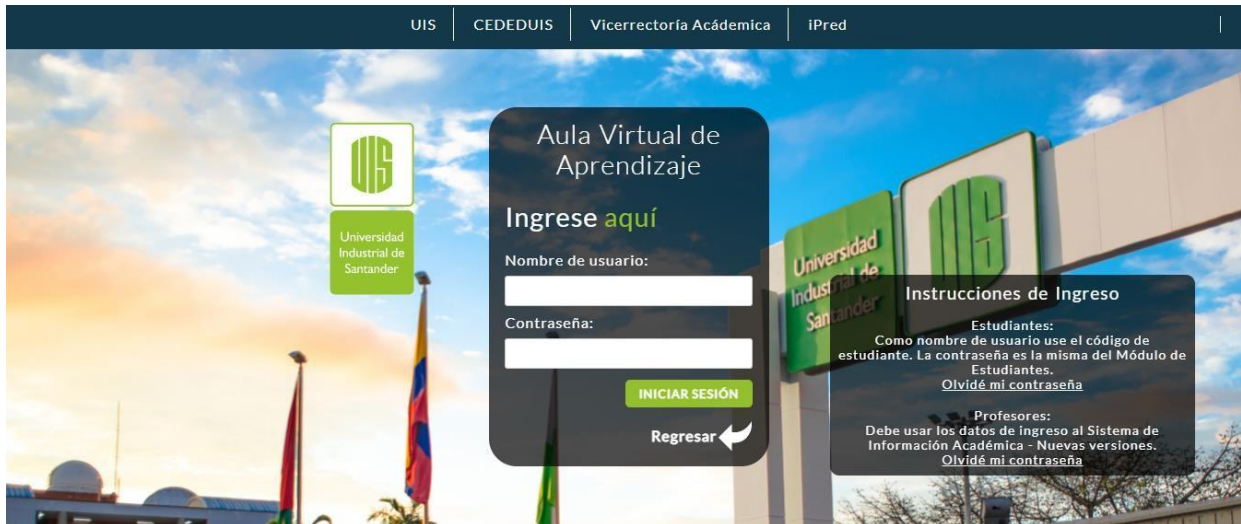 UIS
CEDEDUIS
Vicerrectoría Académica
iPred
UIS
Universidad
Industrial de
Santander
Aula Virtual de
Aprendizaje
Ingrese aquí
Nombre de usuario:
Contraseña:
INICIAR SESIÓN
Regresar
Universidad
Industrial de
Santander
UIS
Instrucciones de Ingreso
Estudiantes:
Como nombre de usuario use el código de
estudiante. La contraseña es la misma del Módulo de
Estudiantes.
Olvidé mi contraseña
Profesores:
Debe usar los datos de ingreso al Sistema de
Información Académica - Nuevas versiones.
Olvidé mi contraseña